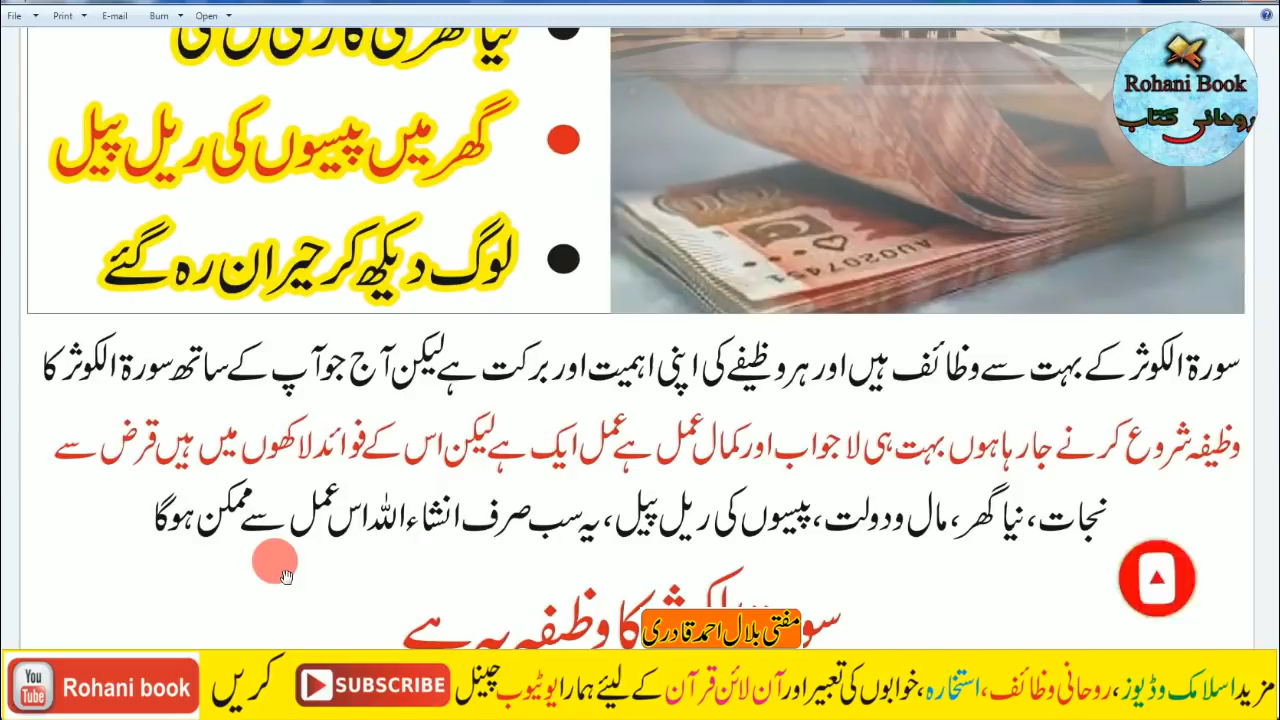 File Print E-mail Burn Open
Rohani Book
روحانی کتاب
گھر میں پیسوں کی ریل پیل
لوگ دیکھ کر حیران رہ گئے
AU0207451
سورۃ الکوثر کے بہت سے وظائف ہیں اور ہر وظیفے کی اپنی اہمیت اور برکت ہے لیکن آج جو آپ کے ساتھ سورۃ الکوثر کا
وظیفہ شروع کرنے جا رہا ہوں بہت ہی لاجواب اور کمال عمل ہے عمل ایک ہے لیکن اس کے فوائد لاکھوں میں ہیں قرض سے
نجات، نیا گھر، مال و دولت، پیسوں کی ریل پیل، یہ سب صرف انشاء اللہ اس عمل سے ممکن ہوگا
کا وظیفہ یہ ہے
مفتی بلال احمد قادری
مزید اسلامک وڈیوز، روحانی وظائف، استخارہ، خوابوں کی تعبیر اور آن لائن قرآن کے لیئے ہمارا یوٹیوب چینل SUBSCRIBE کریں
You Tube Rohani book